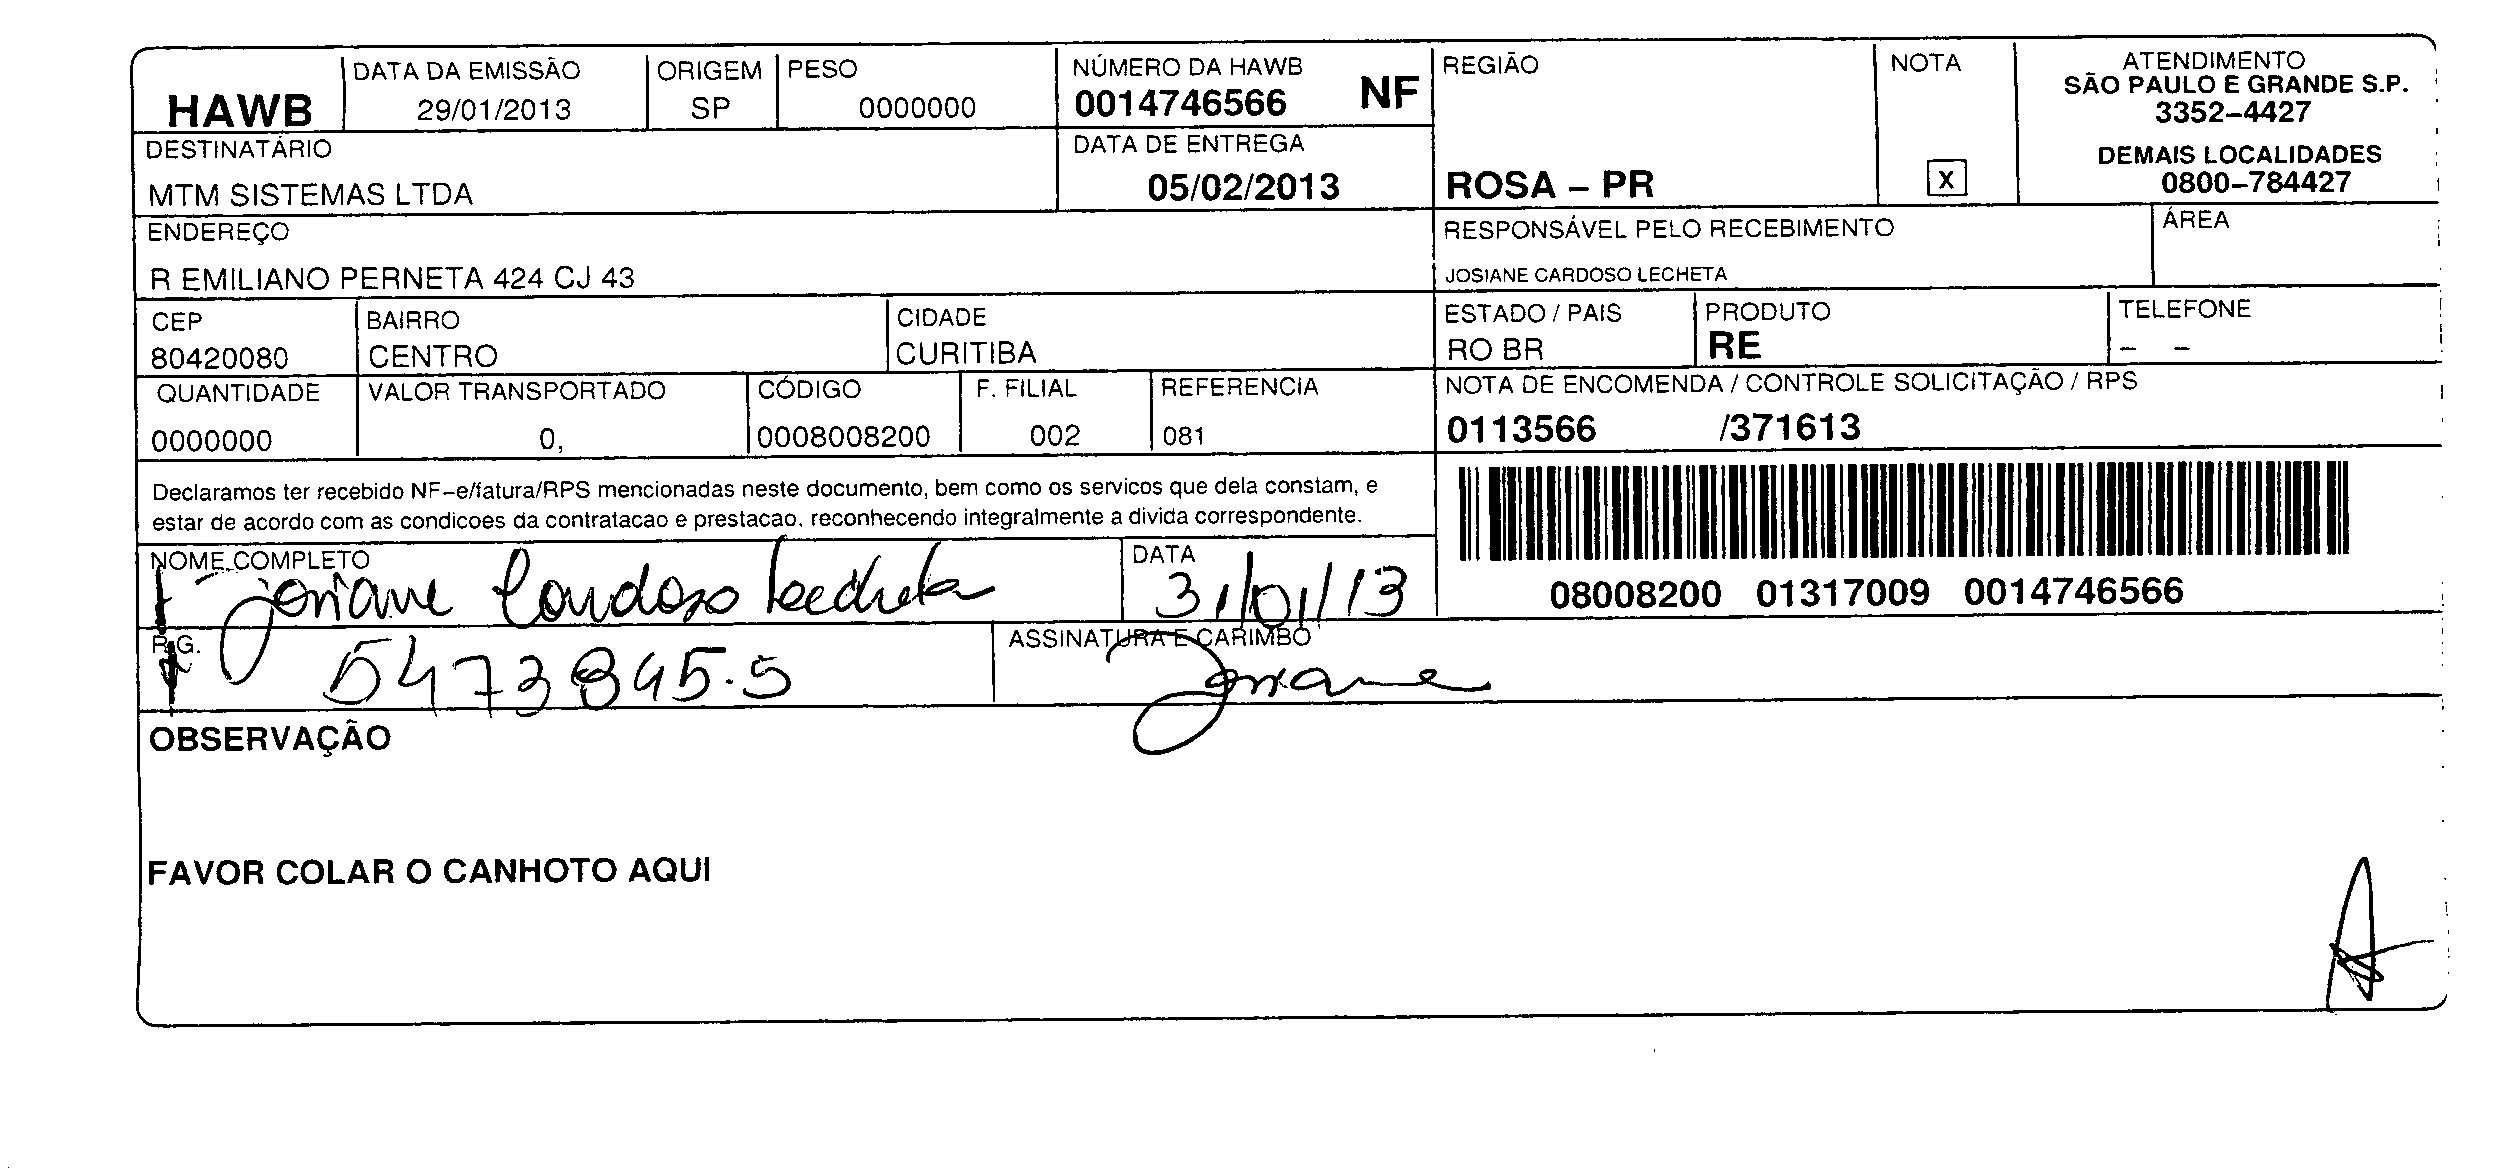 HAWB
DATA DA EMISSÃO
29/01/2013
ORIGEM
SP
PESO
0000000
NÚMERO DA HAWB
0014746566 NF
REGIÃO
ROSA – PR
NOTA
X
ATENDIMENTO
SÃO PAULO E GRANDE S.P.
3352–4427
DEMAIS LOCALIDADES
0800–784427
DESTINATÁRIO
MTM SISTEMAS LTDA
DATA DE ENTREGA
05/02/2013
ENDEREÇO
R EMILIANO PERNETA 424 CJ 43
RESPONSÁVEL PELO RECEBIMENTO
JOSIANE CARDOSO LECHETA
ÁREA
CEP
80420080
BAIRRO
CENTRO
CIDADE
CURITIBA
ESTADO / PAIS
RO BR
PRODUTO
RE
TELEFONE
– –
QUANTIDADE
0000000
VALOR TRANSPORTADO
0,
CÓDIGO
0008008200
F. FILIAL
002
REFERENCIA
081
NOTA DE ENCOMENDA / CONTROLE SOLICITAÇÃO / RPS
0113566 /371613
Declaramos ter recebido NF–e/fatura/RPS mencionadas neste documento, bem como os servicos que dela constam, e
estar de acordo com as condicoes da contratacao e prestacao, reconhecendo integralmente a divida correspondente.
08008200 01317009 0014746566
NOME COMPLETO
Josiane Cardoso Lecheta
DATA
31/01/13
R.G.
5473845.5
ASSINATURA E CARIMBO
Josiane
OBSERVAÇÃO
FAVOR COLAR O CANHOTO AQUI